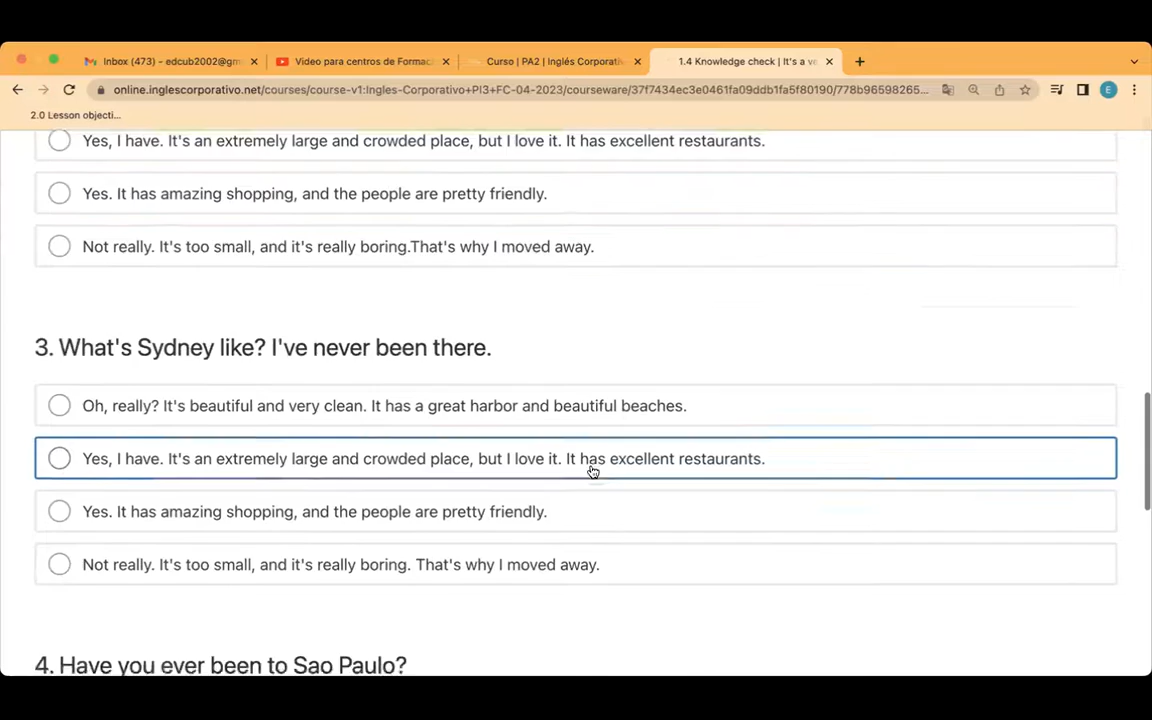 Inbox (473) – edcub2002@gm
Video para centros de Formac
Curso | PA2 | Inglés Corporati
1.4 Knowledge check | It's a ve
online.inglescorporativo.net/courses/course-v1:Ingles-Corporativo+PI3+FC-04-2023/courseware/37f7434ec3e0461fa09ddb1fa5f80190/778b96598265...
E
2.0 Lesson objecti...
Yes, I have. It's an extremely large and crowded place, but I love it. It has excellent restaurants.
Yes. It has amazing shopping, and the people are pretty friendly.
Not really. It's too small, and it's really boring.That's why I moved away.
3. What's Sydney like? I've never been there.
Oh, really? It's beautiful and very clean. It has a great harbor and beautiful beaches.
Yes, I have. It's an extremely large and crowded place, but I love it. It has excellent restaurants.
Yes. It has amazing shopping, and the people are pretty friendly.
Not really. It's too small, and it's really boring. That's why I moved away.
4. Have you ever been to Sao Paulo?